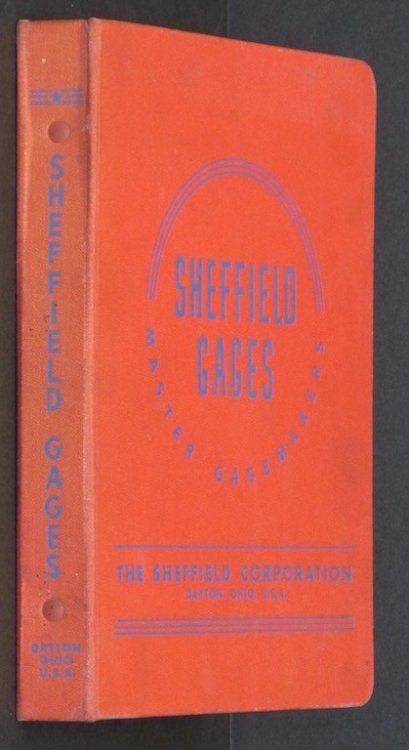 SHEFFIELD GAGES
DAYTON
OHIO
U.S.A.
SHEFFIELD
GAGES
MASTER GAGEMAKERS
THE SHEFFIELD CORPORATION
DAYTON, OHIO, U.S.A.